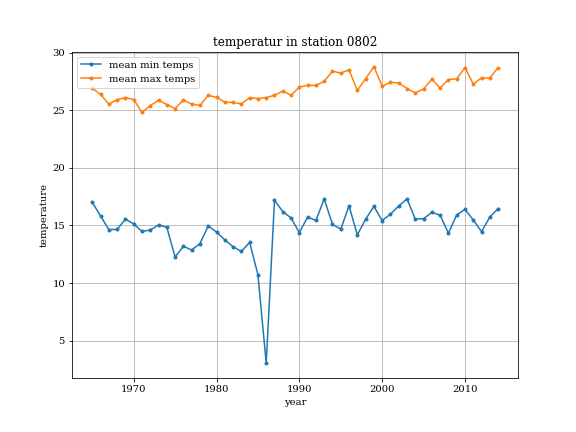 temperatur in station 0802
mean min temps
mean max temps
temperature
30
25
20
15
10
5
1970 1980 1990 2000 2010
year